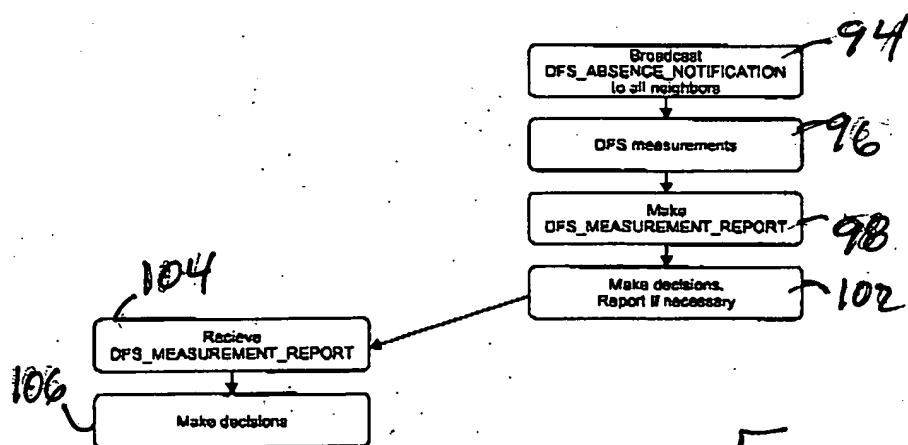 Broadcast
DFS_ABSENCE_NOTIFICATION
to all neighbors
94
DFS measurements
96
Make
DFS_MEASUREMENT_REPORT
98
Make decisions.
Report if necessary
102
104
Recieve
DFS_MEASUREMENT_REPORT
106
Make decisions